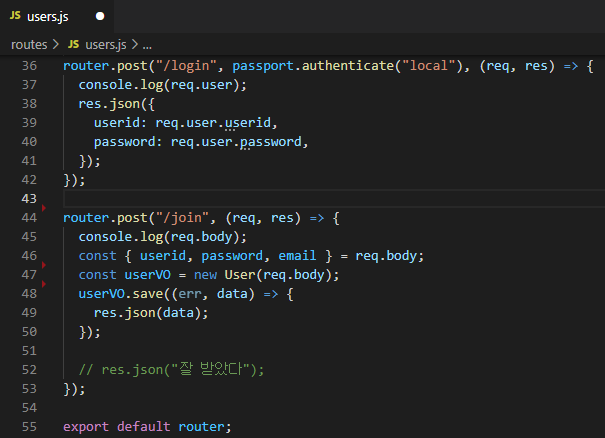 JS users.js
routes > JS users.js > ...
36 router.post("/login", passport.authenticate("local"), (req, res) => {
37   console.log(req.user);
38   res.json({
39     userid: req.user.userid,
40     password: req.user.password,
41   });
42 });
43
44 router.post("/join", (req, res) => {
45   console.log(req.body);
46   const { userid, password, email } = req.body;
47   const userVO = new User(req.body);
48   userVO.save((err, data) => {
49     res.json(data);
50   });
51
52   // res.json("잘 받았다");
53 });
54
55 export default router;